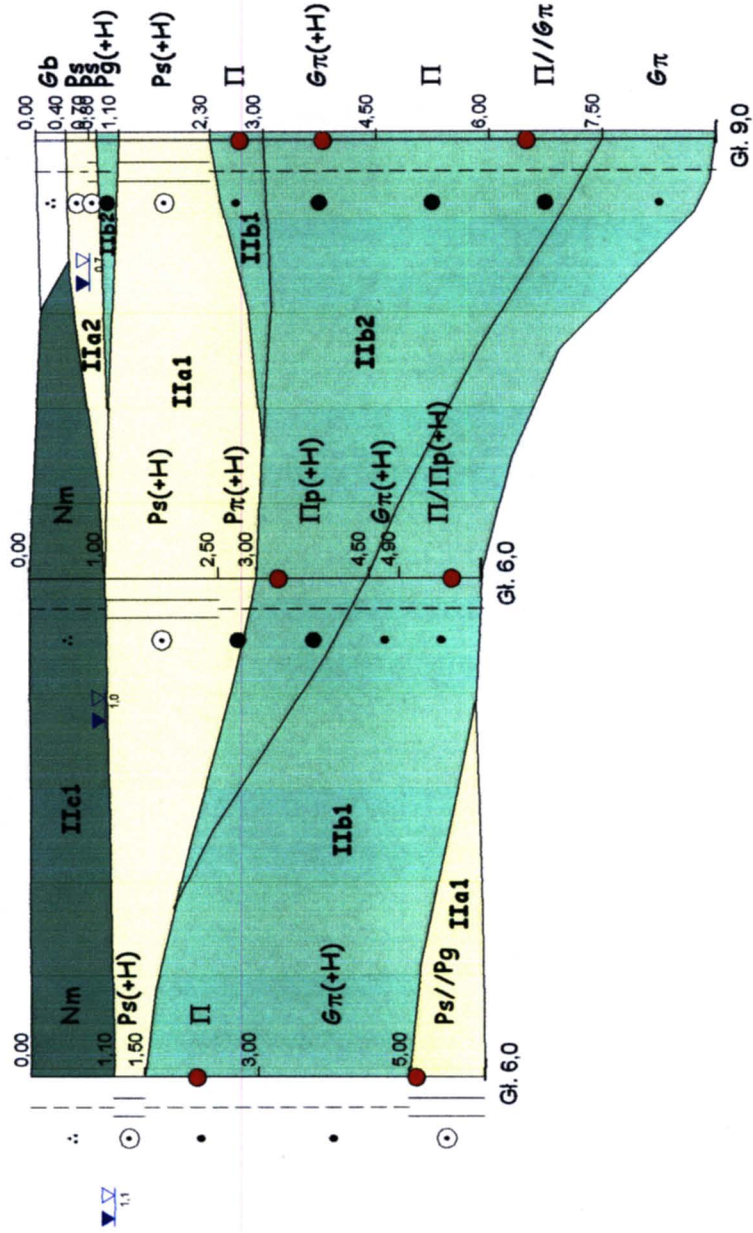 0,00
1,10
1,50
3,00
5,00
Gł. 6,0
Nm
Ps(+H)
Π
Gπ(+H)
Ps//Pg
1,1
IIc1
IIb1
IIa1
0,00
1,00
2,50
3,00
4,50
4,90
Gł. 6,0
Nm
Ps(+H)
Pπ(+H)
Πp(+H)
Gπ(+H)
Π/Πp(+H)
1,0
IIa2
IIa1
IIb2
IIb2
IIb1
0,7
0,00
0,40
0,70
0,80
1,10
2,30
3,00
4,50
6,00
7,50
Gł. 9,0
Gb
Ps
Ps
Pg(+H)
Ps(+H)
Π
Gπ(+H)
Π
Π//Gπ
Gπ